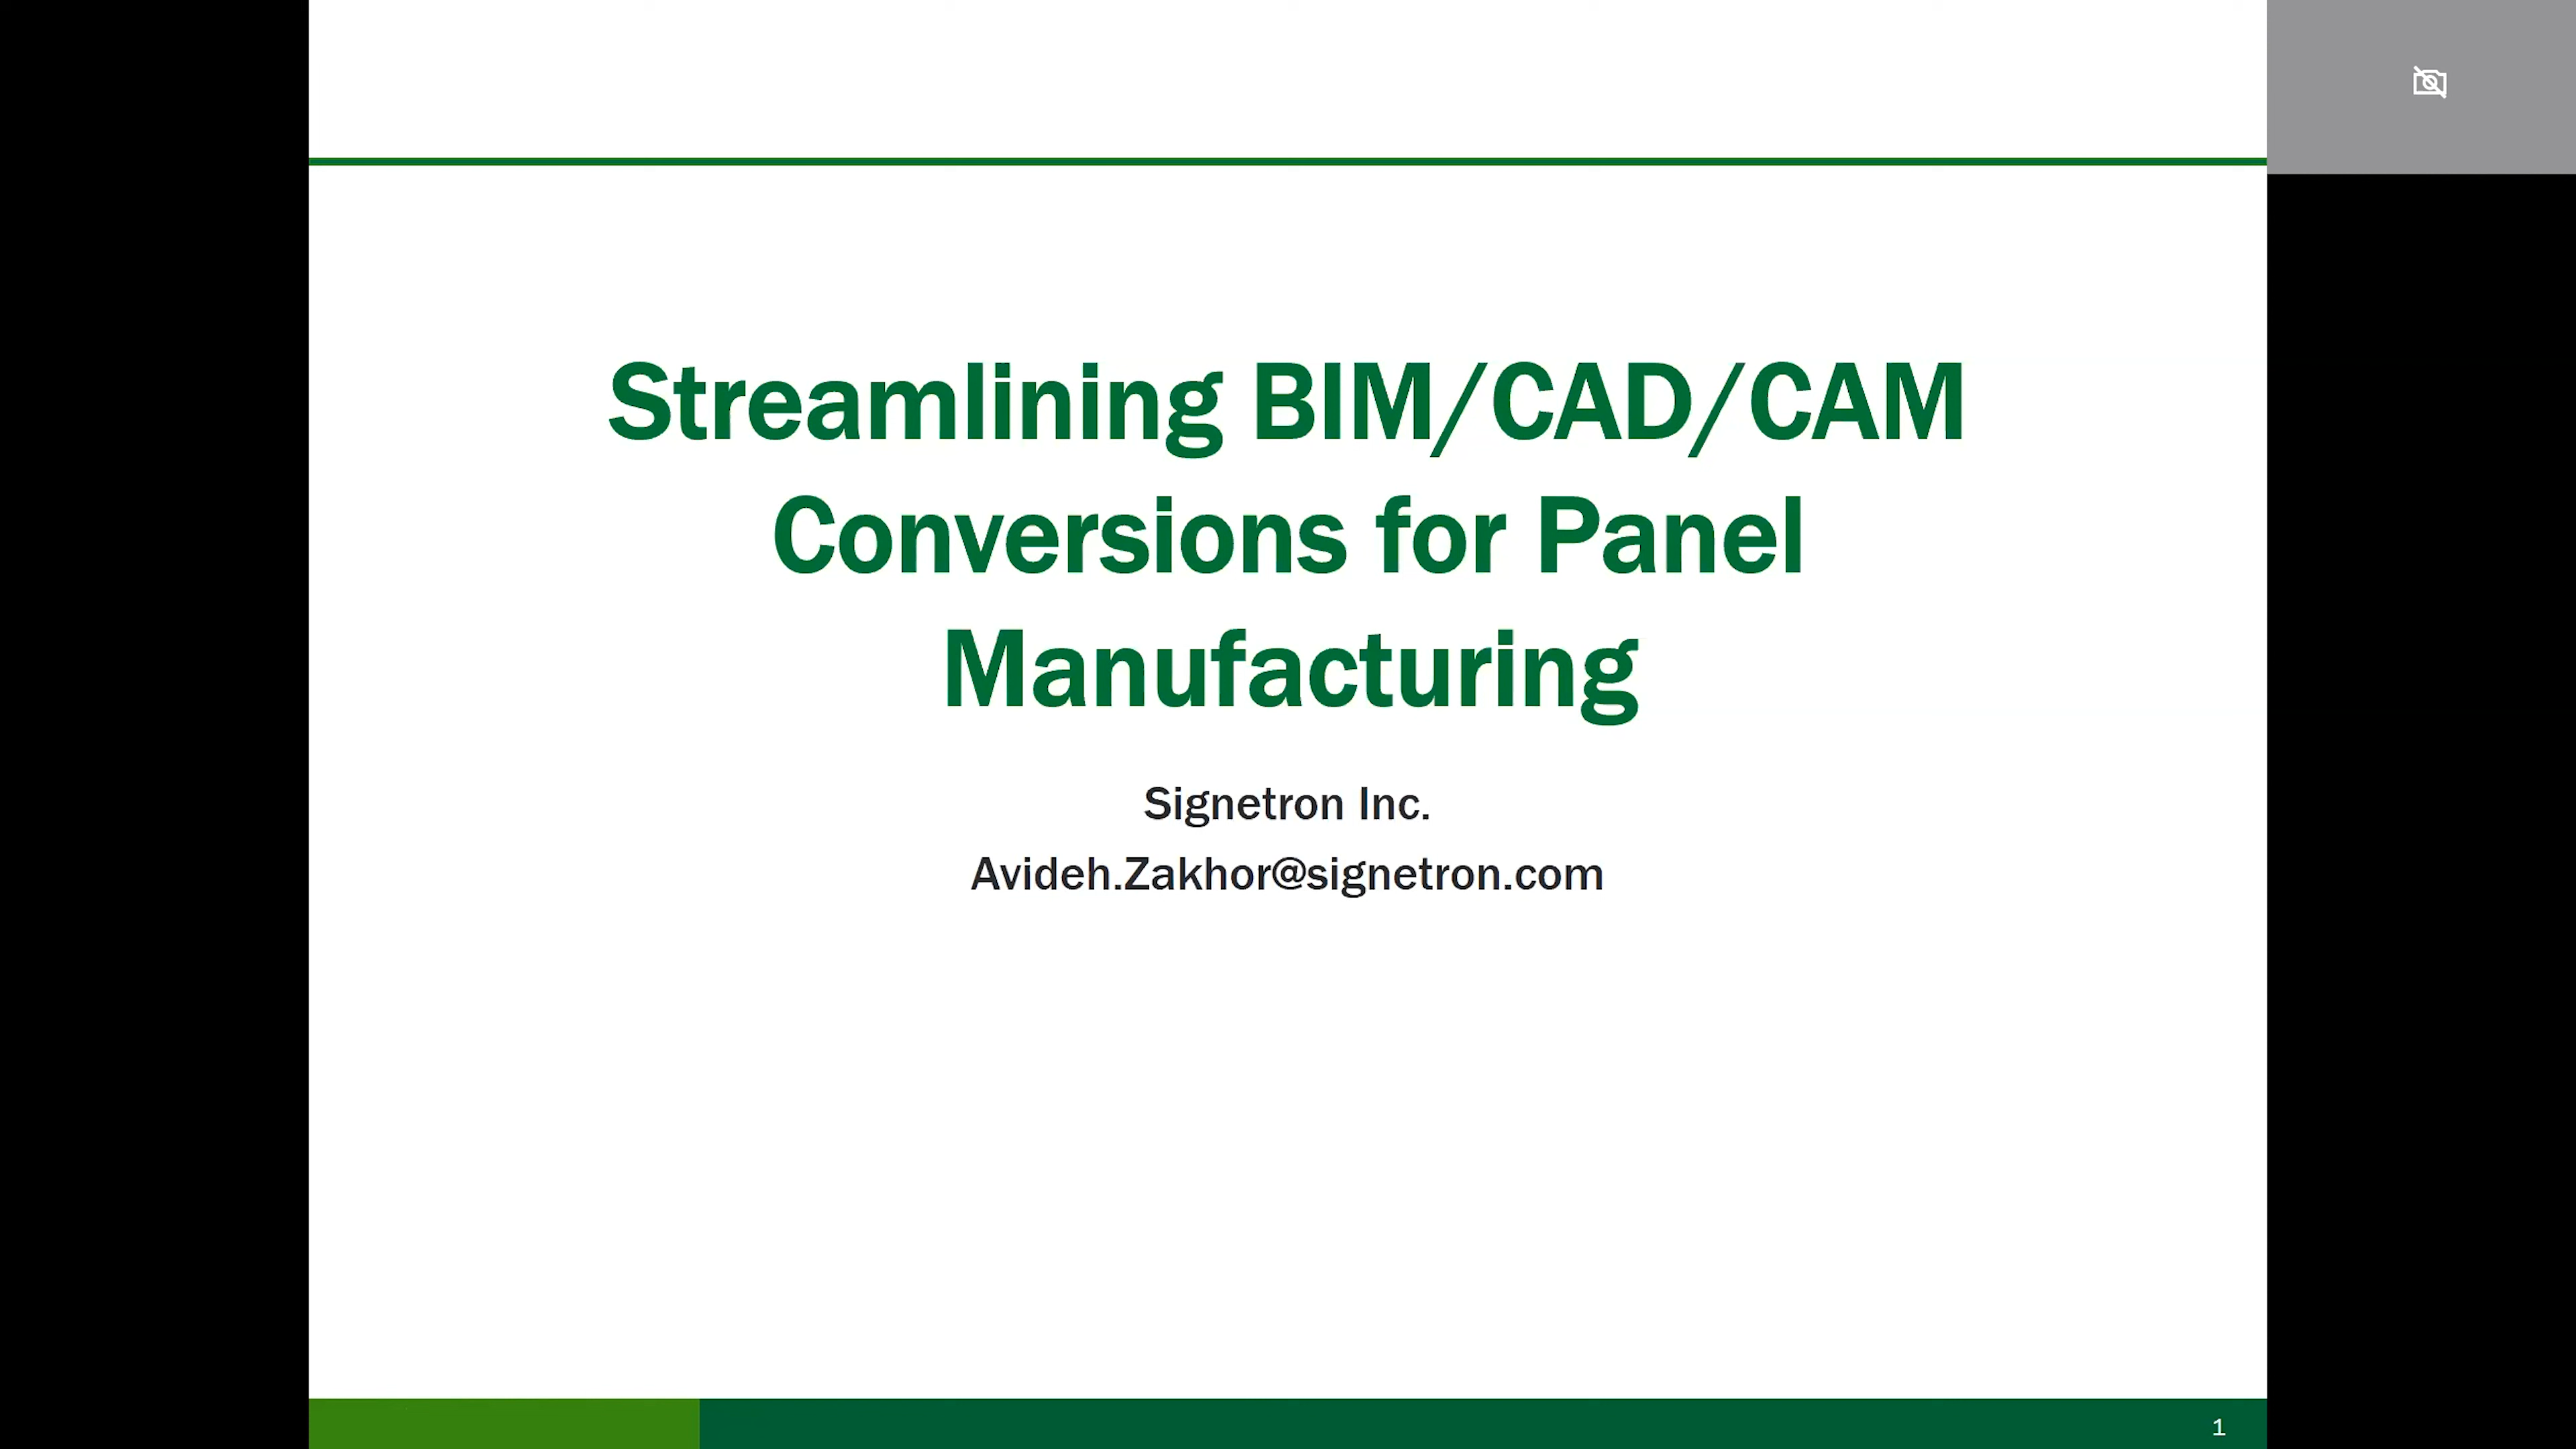 Streamlining BIM/CAD/CAM
Conversions for Panel
Manufacturing
Signetron Inc.
Avideh.Zakhor@signetron.com
1